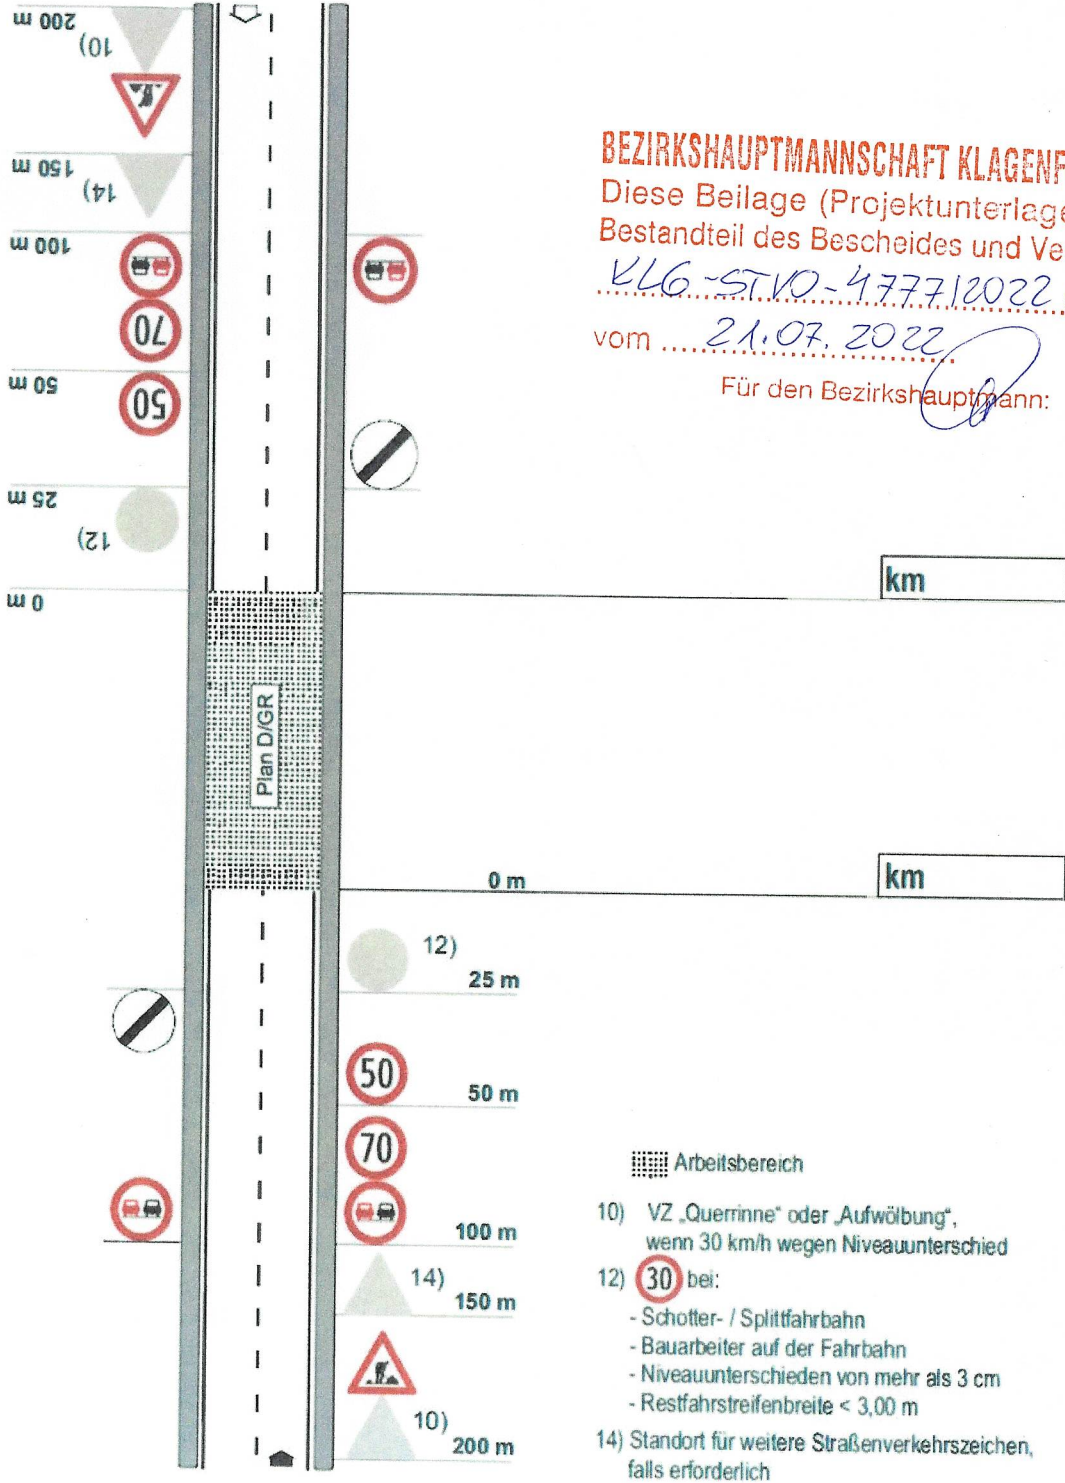 200 m
10)
150 m
14)
100 m
70
50 m
50
25 m
12)
0 m
BEZIRKSHAUPTMANNSCHAFT
Diese Beilage (Projektunterlage
Bestandteil des Bescheides und Ve
KLG-STVO-4777/2022
vom 21.07.2022
Für den Bezirkshauptmann:
km
Plan D/GR
0 m
km
12)
25 m
50
50 m
70
100 m
14)
150 m
10)
200 m
Arbeitsbereich
10) VZ „Querrinne" oder „Aufwölbung",
wenn 30 km/h wegen Niveauunterschied
12) 30 bei:
- Schotter- / Splittfahrbahn
- Bauarbeiter auf der Fahrbahn
- Niveauunterschieden von mehr als 3 cm
- Restfahrstreifenbreite < 3,00 m
14) Standort für weitere Straßenverkehrszeichen,
falls erforderlich